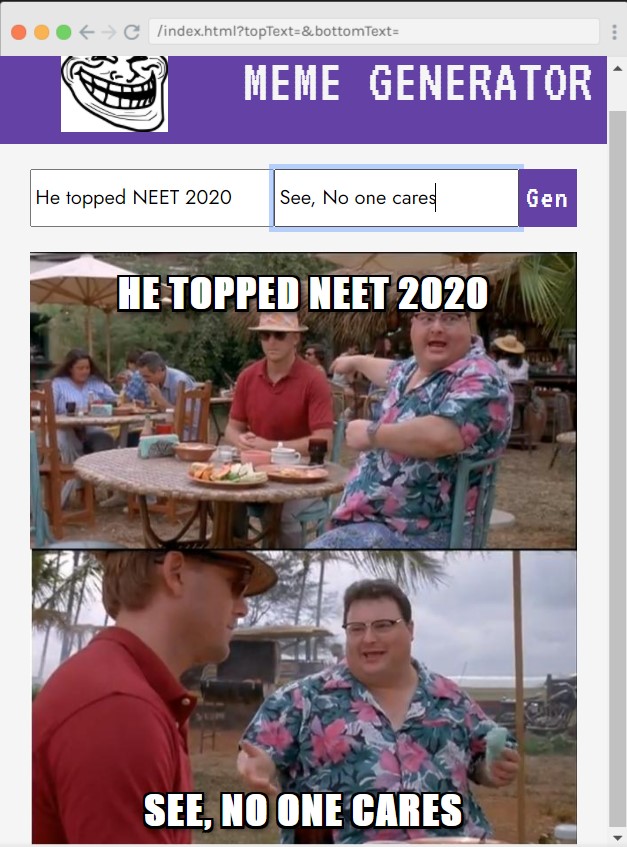 /index.html?topText=&bottomText=
MEME GENERATOR
He topped NEET 2020
See, No one cares
Gen
HE TOPPED NEET 2020
SEE, NO ONE CARES